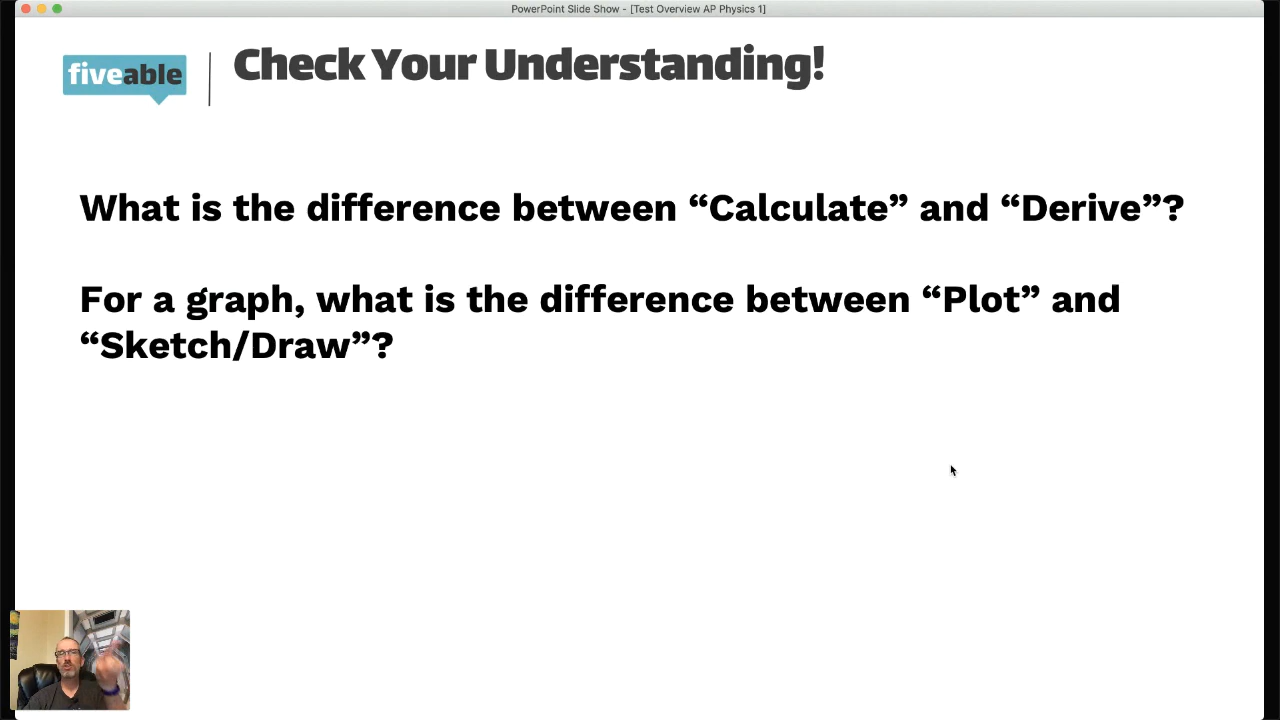 PowerPoint Slide Show - [Test Overview AP Physics 1]
fiveable
Check Your Understanding!
What is the difference between “Calculate” and “Derive”?
For a graph, what is the difference between “Plot” and
“Sketch/Draw”?